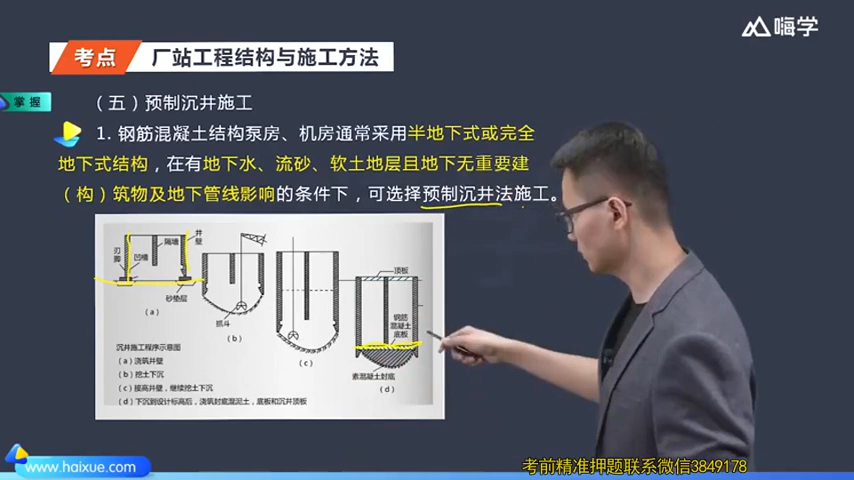 嗨学
考点
厂站工程结构与施工方法
掌握
（五）预制沉井施工
1. 钢筋混凝土结构泵房、机房通常采用半地下式或完全
地下式结构，在有地下水、流砂、软土地层且地下无重要建
（构）筑物及地下管线影响的条件下，可选择预制沉井法施工。
刃脚
凹槽
隔墙
井壁
砂垫层
(a)
抓斗
(b)
(c)
顶板
钢筋
混凝土
底板
素混凝土封底
(d)
沉井施工程序示意图
(a) 浇筑井壁
(b) 挖土下沉
(c) 接高井壁，继续挖土下沉
(d) 下沉到设计标高后，浇筑封底混泥土，底板和沉井顶板
www.haixue.com
考前精准押题联系微信3849178